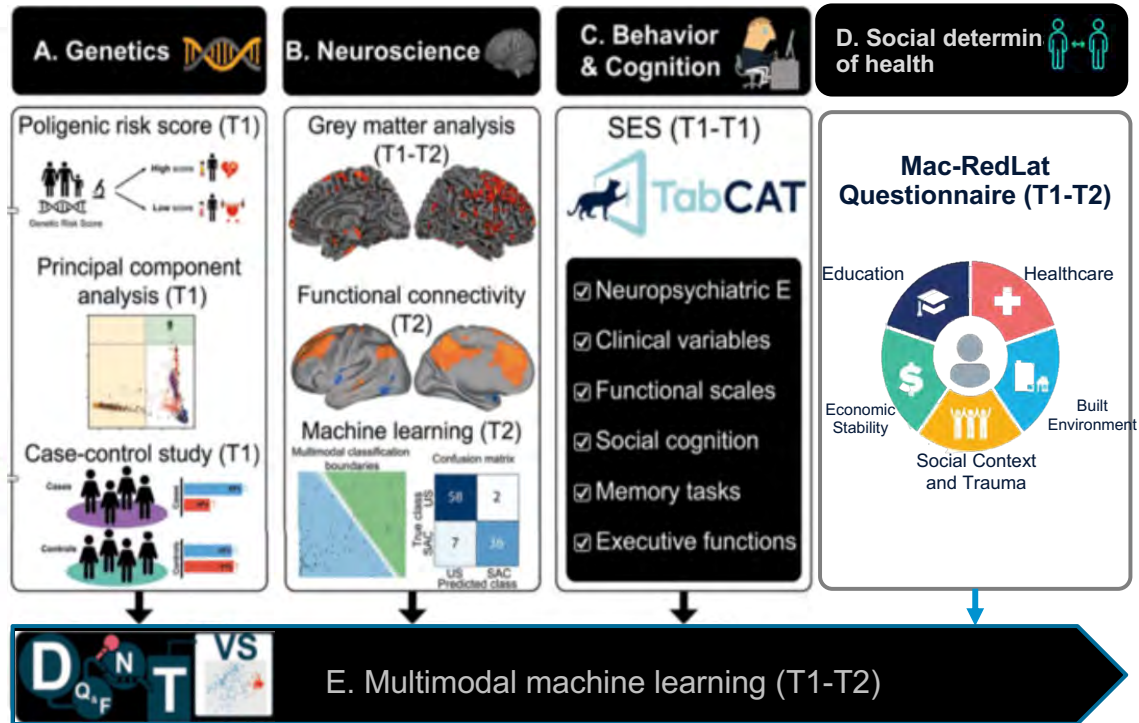 A. Genetics
Poligenic risk score (T1)
High score
Low score
Genetic Risk Score
Principal component
analysis (T1)
Case-control study (T1)
Cases
Cases
Controls
Controls
B. Neuroscience
Grey matter analysis
(T1-T2)
Functional connectivity
(T2)
Machine learning (T2)
Multimodal classification
boundaries
Confusion matrix
True class
US
SAC
58
2
7
36
US
SAC
Predicted class
C. Behavior
& Cognition
SES (T1-T1)
TabCAT
Neuropsychiatric E
Clinical variables
Functional scales
Social cognition
Memory tasks
Executive functions
D. Social determin
of health
Mac-RedLat
Questionnaire (T1-T2)
Education
Healthcare
$
Economic
Stability
Built
Environment
Social Context
and Trauma
D
Q
F
N
T
VS
E. Multimodal machine learning (T1-T2)